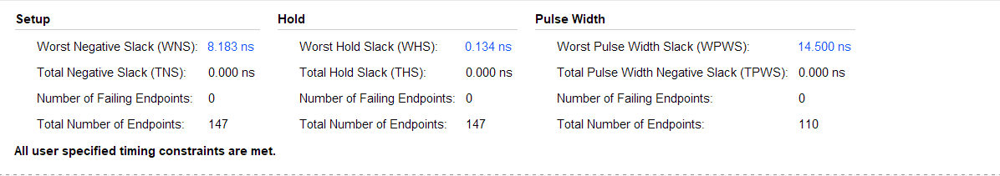 Setup Hold Pulse Width
Worst Negative Slack (WNS): 8.183 ns Worst Hold Slack (WHS): 0.134 ns Worst Pulse Width Slack (WPWS): 14.500 ns
Total Negative Slack (TNS): 0.000 ns Total Hold Slack (THS): 0.000 ns Total Pulse Width Negative Slack (TPWS): 0.000 ns
Number of Failing Endpoints: 0 Number of Failing Endpoints: 0 Number of Failing Endpoints: 0
Total Number of Endpoints: 147 Total Number of Endpoints: 147 Total Number of Endpoints: 110
All user specified timing constraints are met.